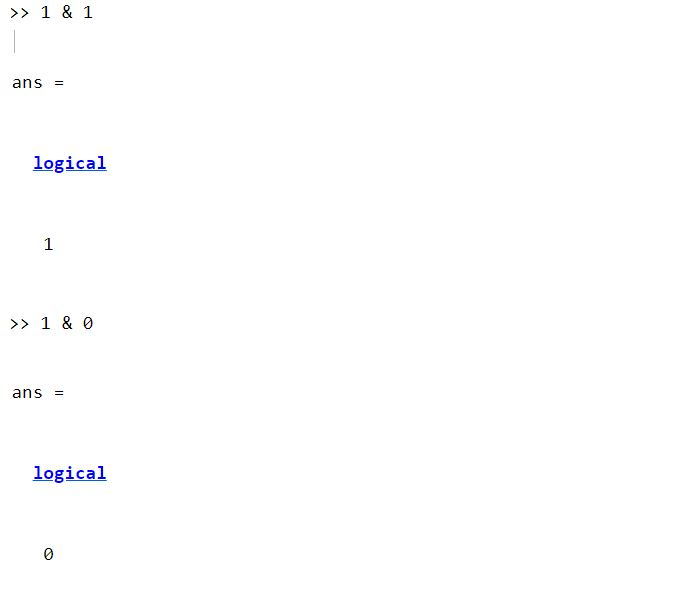 >> 1 & 1
ans =
logical
1
>> 1 & 0
ans =
logical
0